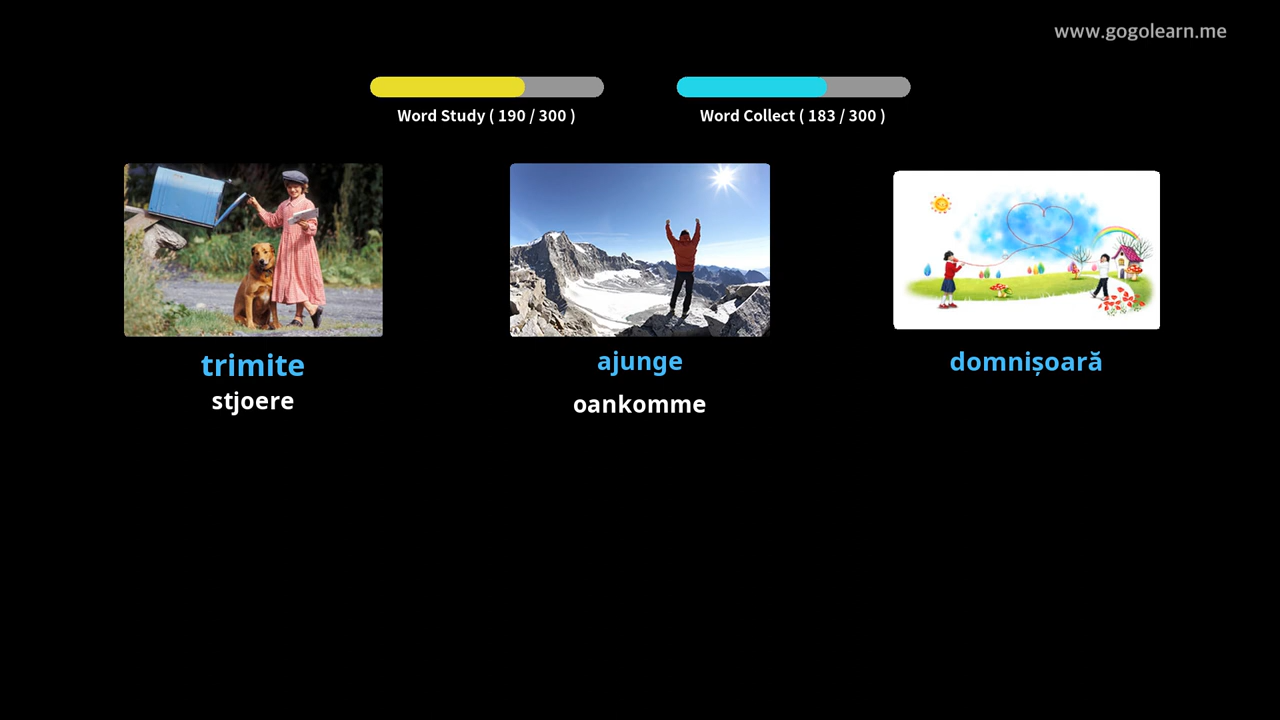 www.gogolearn.me
Word Study ( 190 / 300 )
Word Collect ( 183 / 300 )
trimite
stjoere
ajunge
oankomme
domnișoară